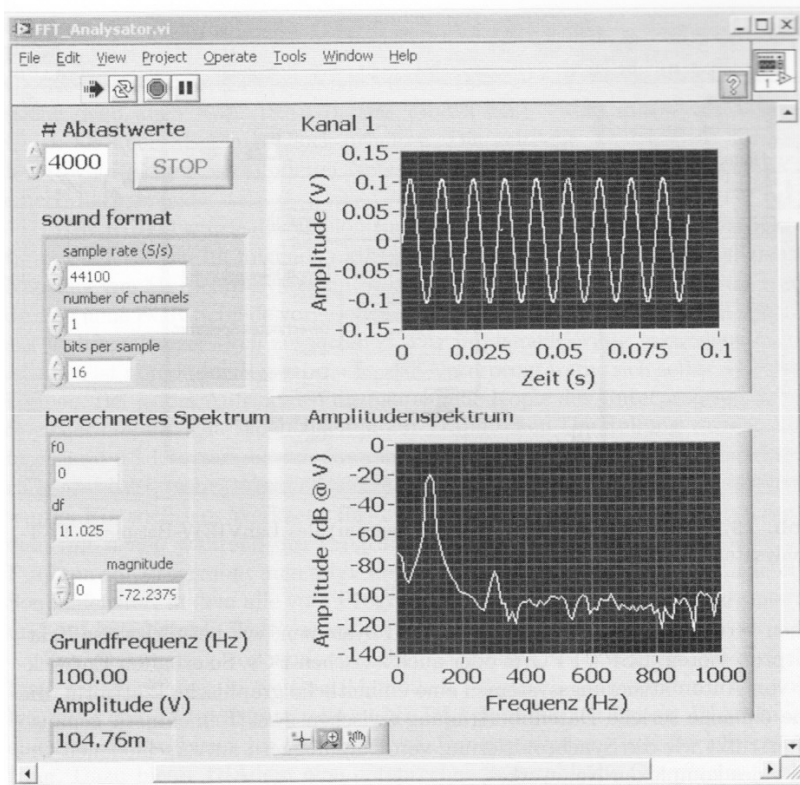 FFT_Analysator.vi
File Edit View Project Operate Tools Window Help
?
1
# Abtastwerte
4000
STOP
sound format
sample rate (S/s)
44100
number of channels
1
bits per sample
16
Kanal 1
Amplitude (V)
0.15
0.1
0.05
0
-0.05
-0.1
-0.15
0 0.025 0.05 0.075 0.1
Zeit (s)
berechnetes Spektrum
f0
0
df
11.025
magnitude
0 -72.2379
Grundfrequenz (Hz)
100.00
Amplitude (V)
104.76m
Amplitudenspektrum
Amplitude (dB @ V)
0
-20
-40
-60
-80
-100
-120
-140
0 200 400 600 800 1000
Frequenz (Hz)